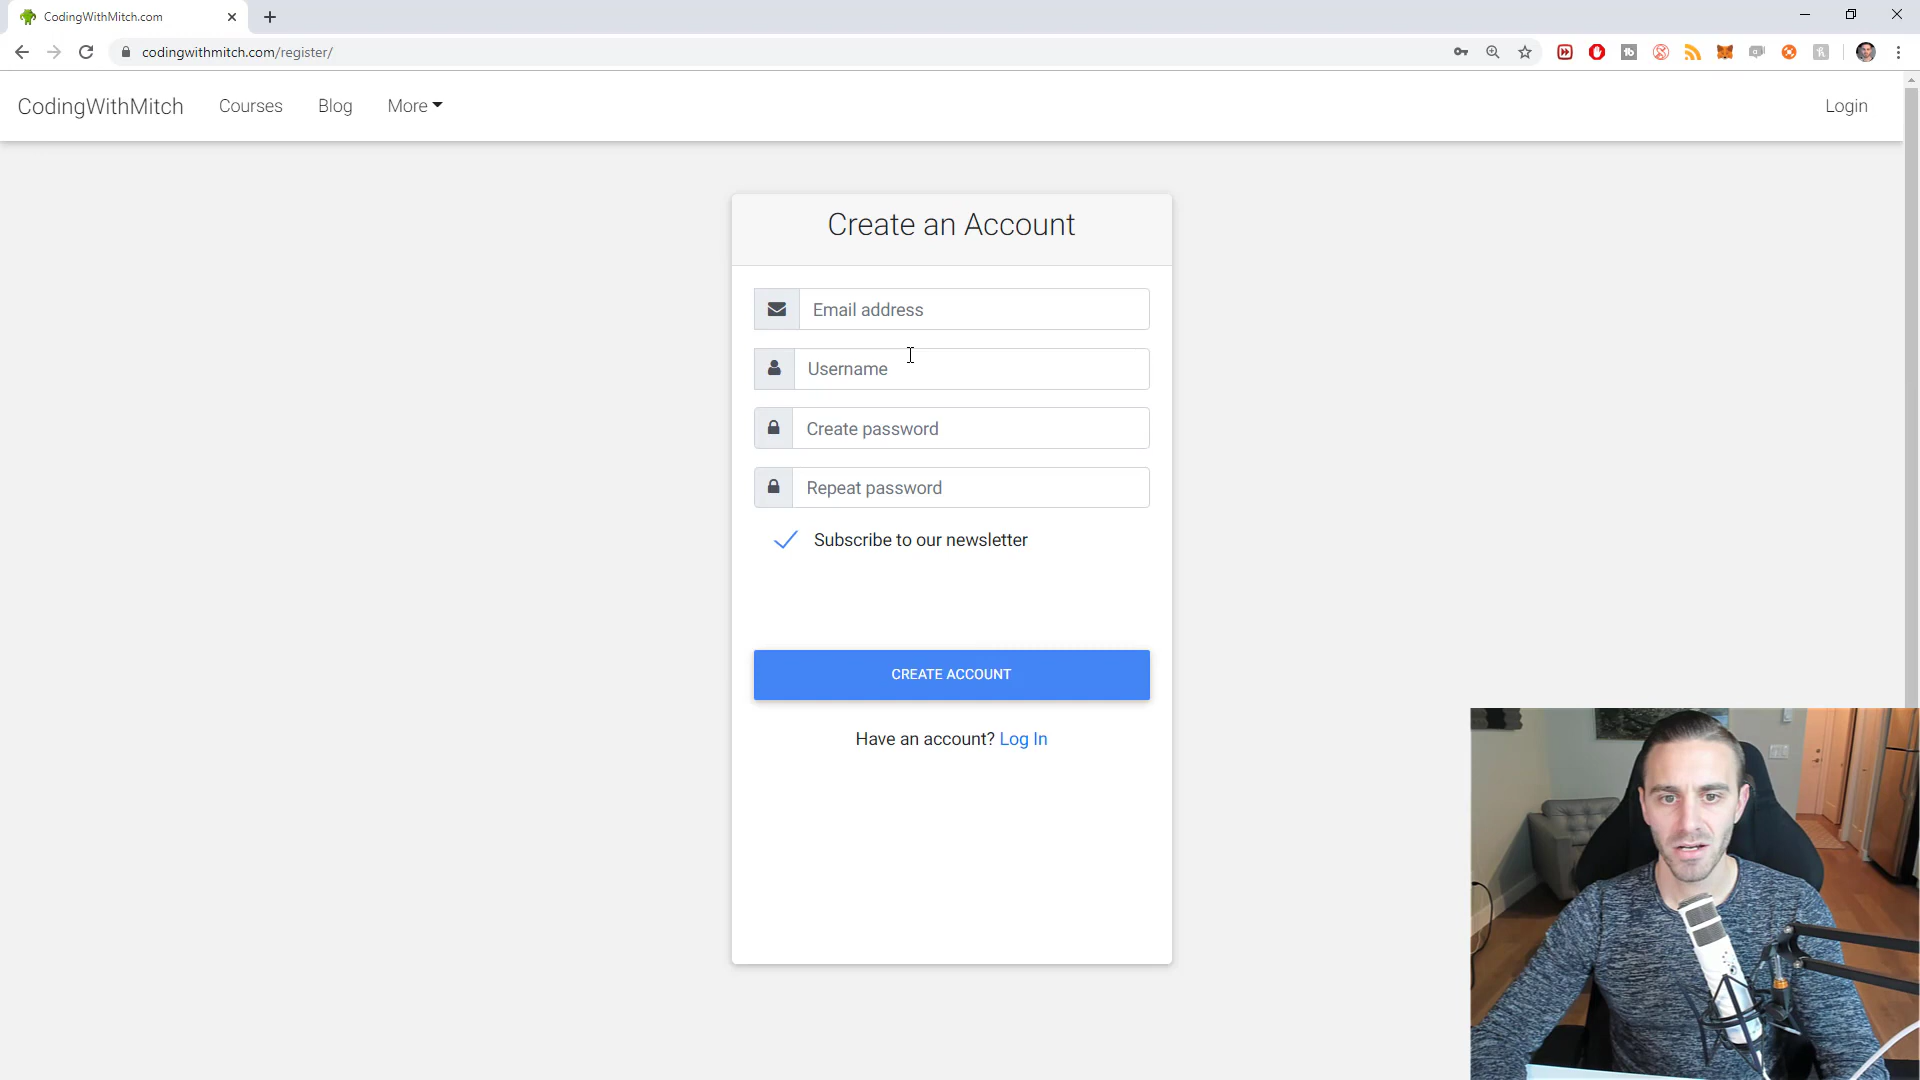 CodingWithMitch.com
codingwithmitch.com/register/
CodingWithMitch
Courses
Blog
More
Login
Create an Account
Email address
Username
Create password
Repeat password
Subscribe to our newsletter
CREATE ACCOUNT
Have an account? Log In